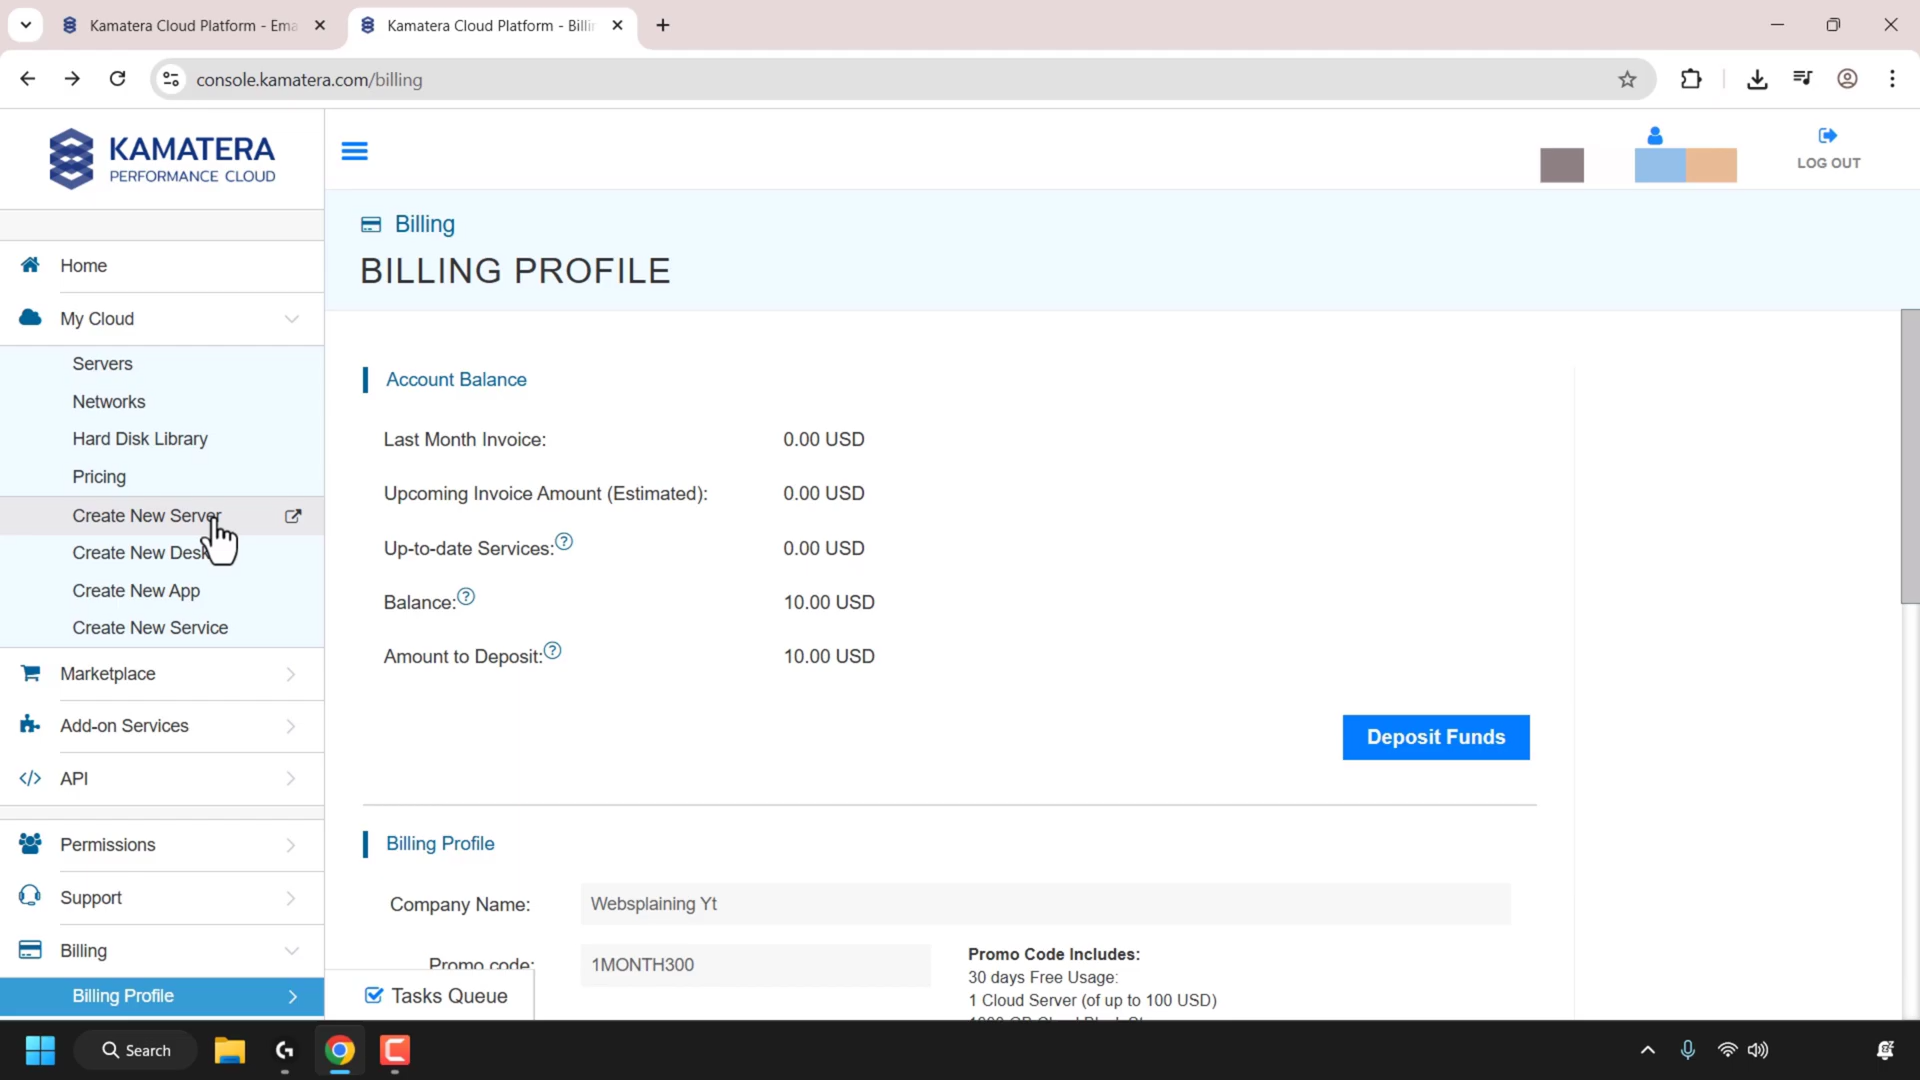 Kamatera Cloud Platform - Ema
Kamatera Cloud Platform - Billin
console.kamatera.com/billing
KAMATERA
PERFORMANCE CLOUD
LOG OUT
Billing
BILLING PROFILE
Home
My Cloud
Servers
Networks
Hard Disk Library
Pricing
Create New Server
Create New Desk
Create New App
Create New Service
Marketplace
Add-on Services
API
Permissions
Support
Billing
Billing Profile
Account Balance
Last Month Invoice: 0.00 USD
Upcoming Invoice Amount (Estimated): 0.00 USD
Up-to-date Services: ? 0.00 USD
Balance: ? 10.00 USD
Amount to Deposit: ? 10.00 USD
Deposit Funds
Billing Profile
Company Name: Websplaining Yt
Promo code: 1MONTH300
Promo Code Includes:
30 days Free Usage:
1 Cloud Server (of up to 100 USD)
Tasks Queue
Search